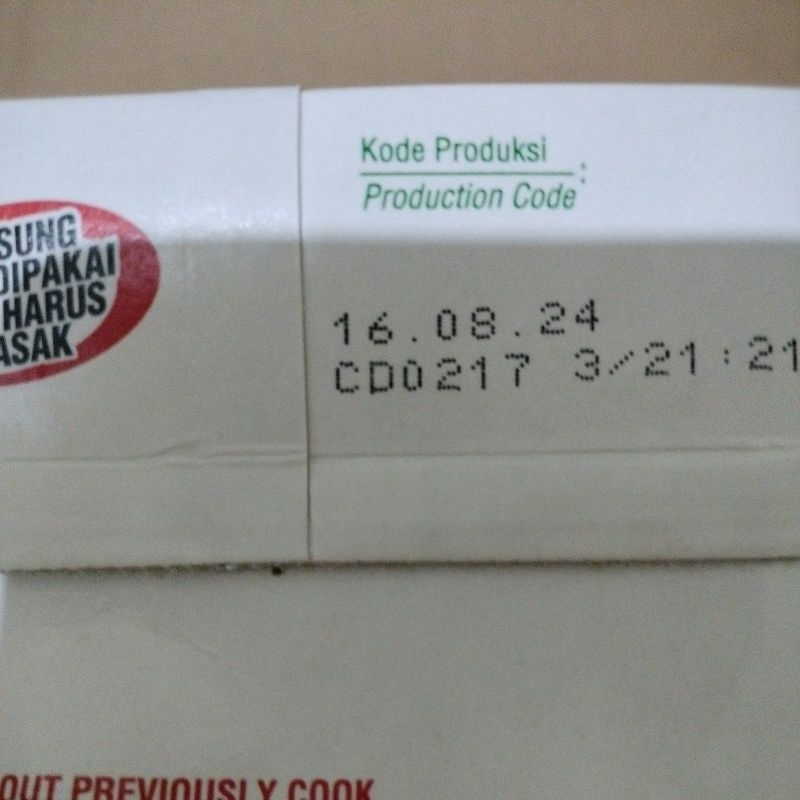 Kode Produksi
Production Code :
SUNG
DIPAKAI
HARUS
ASAK
16.08.24
CD0217 3/21:21
OUT PREVIOUSLY COOK